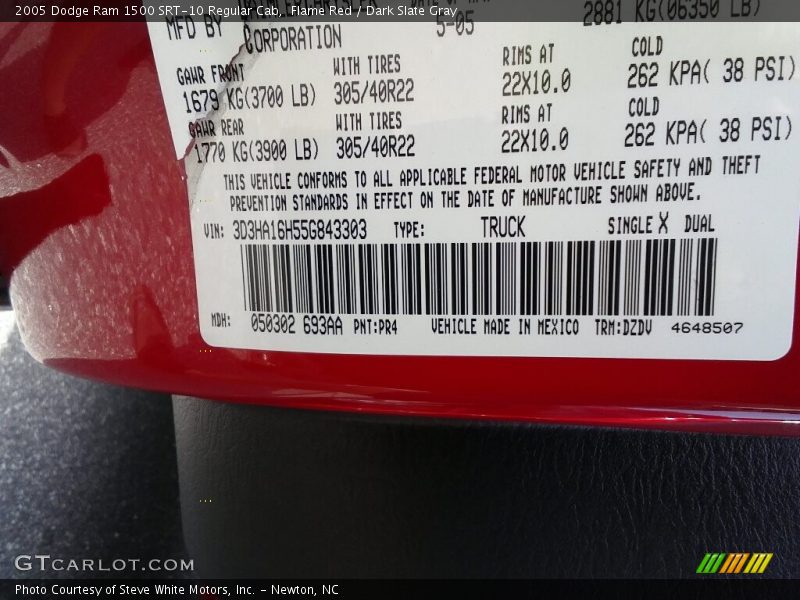 2005 Dodge Ram 1500 SRT-10 Regular Cab, Flame Red / Dark Slate Gray
MFD BY CORPORATION 5-05 2881 KG(06350 LB)
GAWR FRONT WITH TIRES RIMS AT COLD
1679 KG(3700 LB) 305/40R22 22X10.0 262 KPA( 38 PSI)
GAWR REAR WITH TIRES RIMS AT COLD
1770 KG(3900 LB) 305/40R22 22X10.0 262 KPA( 38 PSI)
THIS VEHICLE CONFORMS TO ALL APPLICABLE FEDERAL MOTOR VEHICLE SAFETY AND THEFT
PREVENTION STANDARDS IN EFFECT ON THE DATE OF MANUFACTURE SHOWN ABOVE.
VIN: 3D3HA16H55G843303 TYPE: TRUCK SINGLE X DUAL
MDH: 050302 693AA PNT:PR4 VEHICLE MADE IN MEXICO TRM:DZDV 4648507
GTCARLOT.COM
Photo Courtesy of Steve White Motors, Inc. - Newton, NC